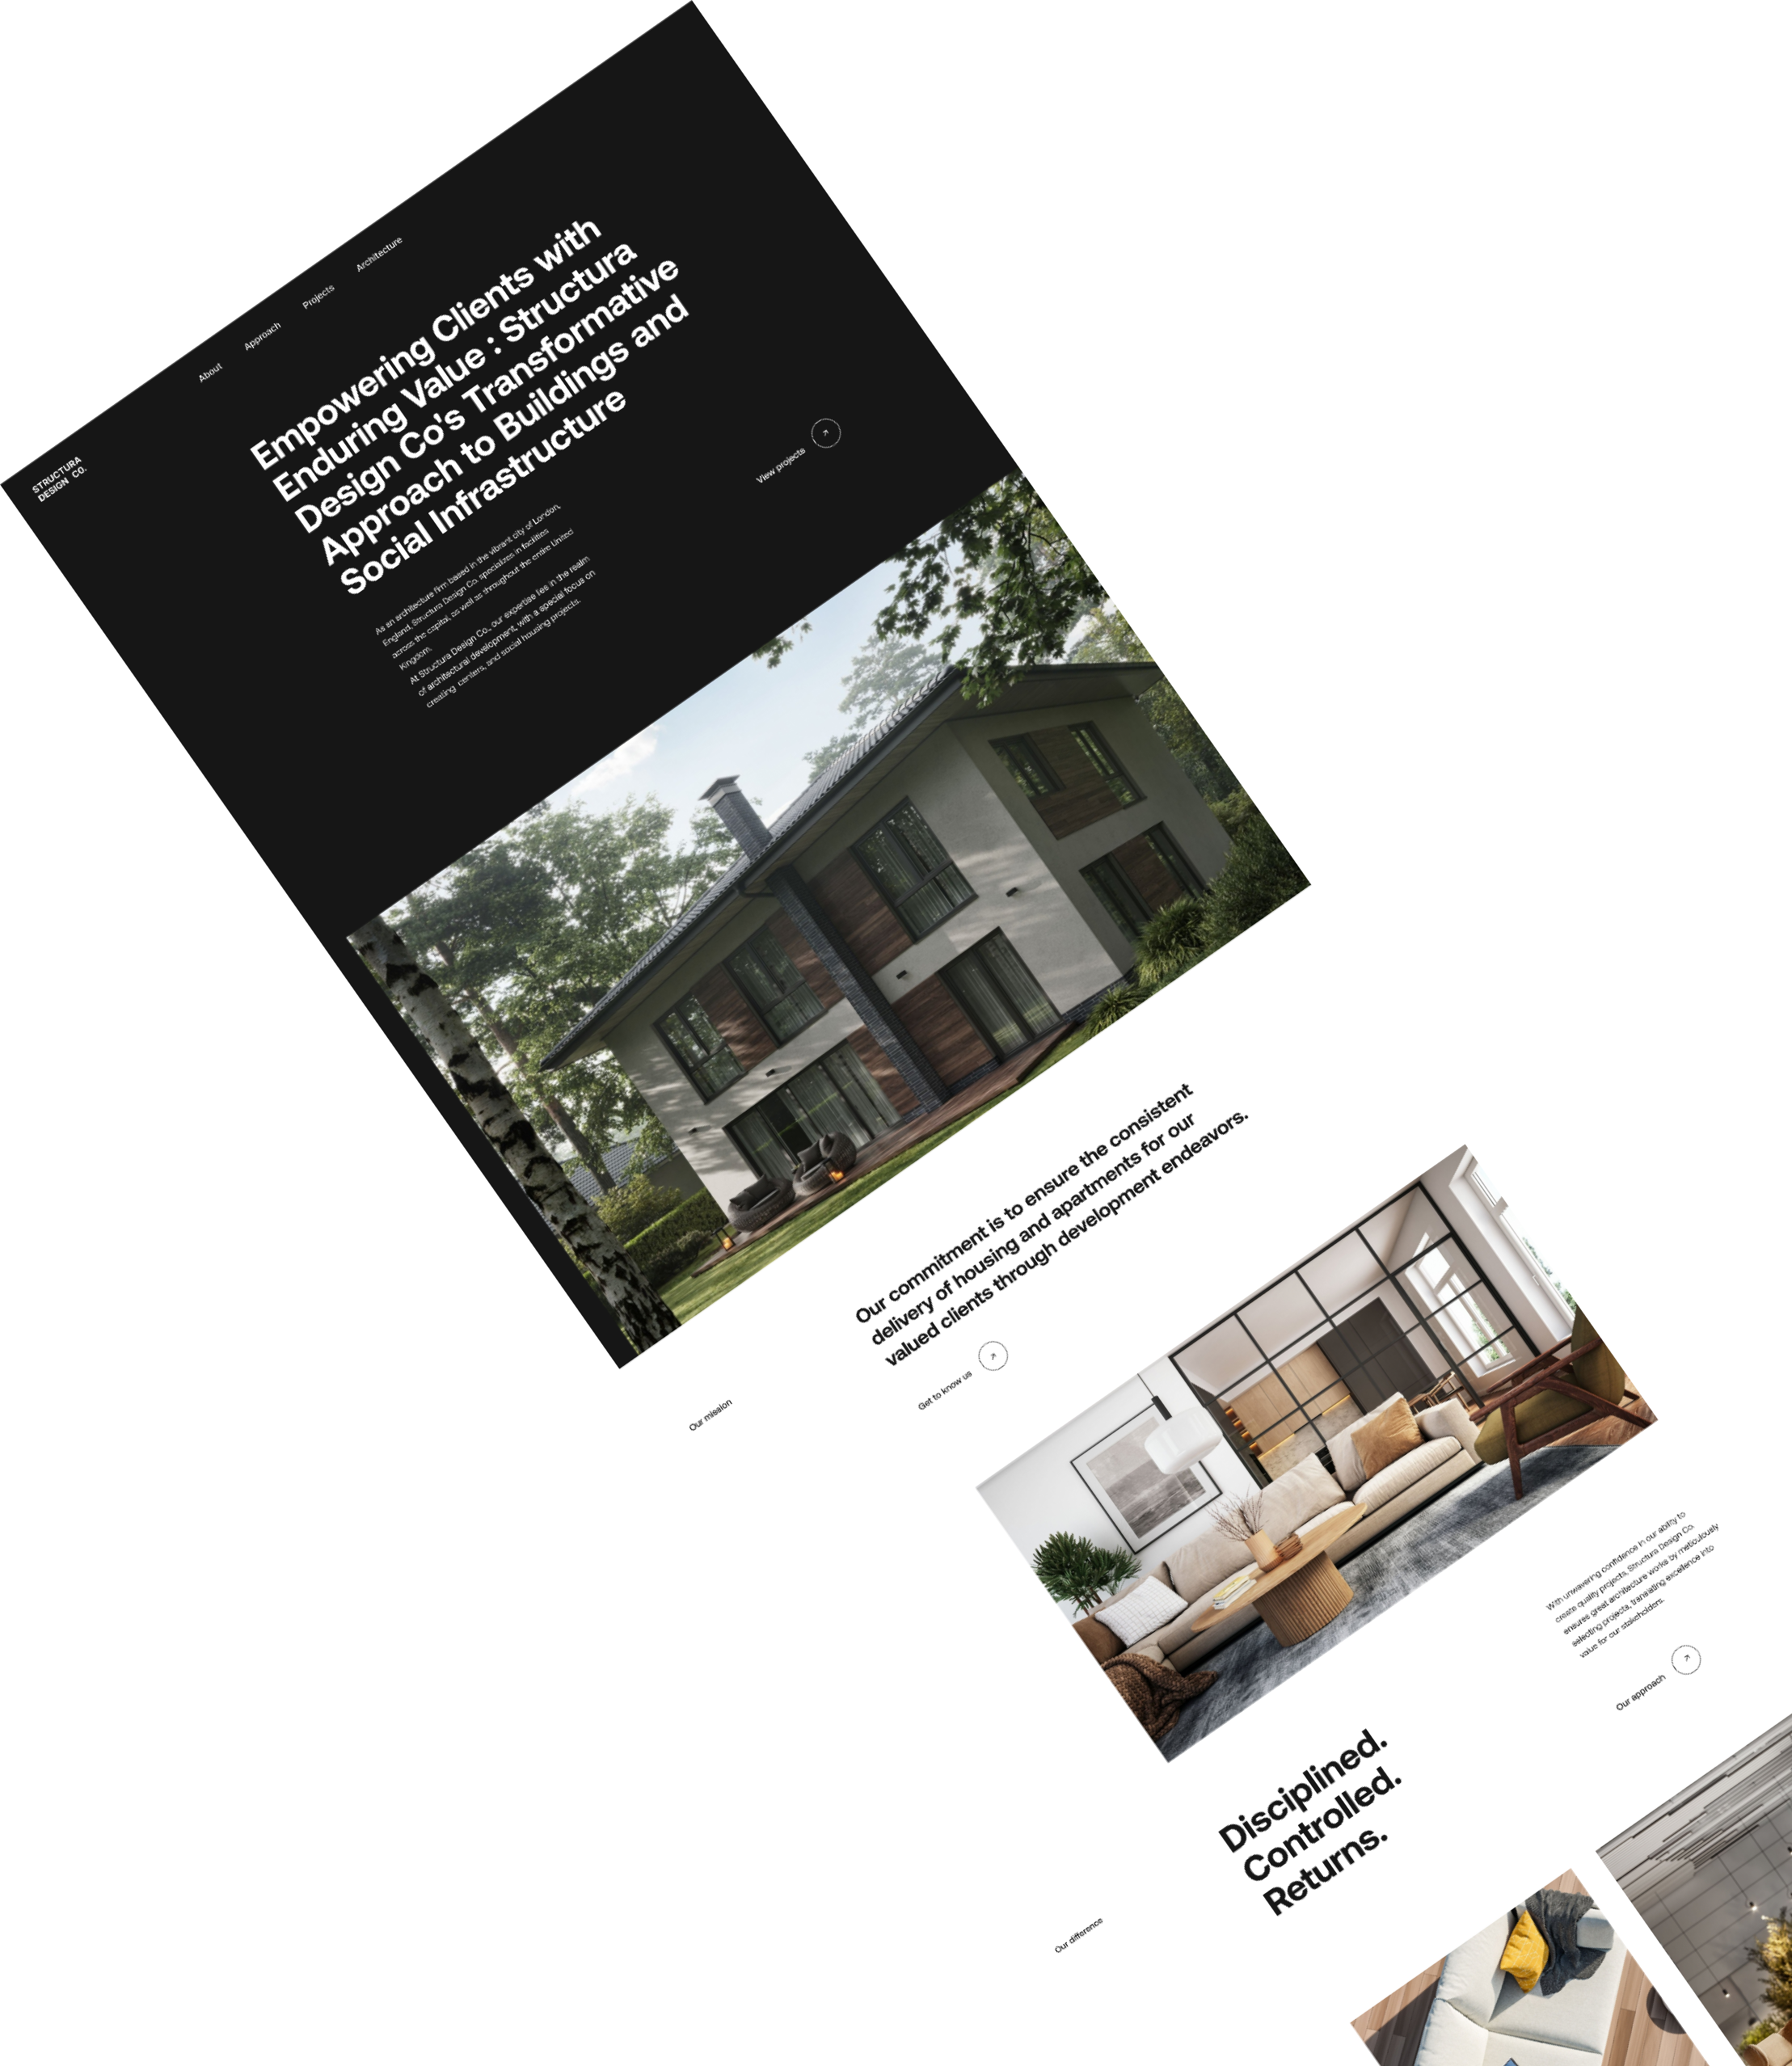 STRUCTURA
DESIGN CO.
About
Approach
Projects
Architecture
Empowering Clients with
Enduring Value : Structura
Design Co's Transformative
Approach to Buildings and
Social Infrastructure
As an architecture firm based in the vibrant city of London,
England, Structura Design Co. specializes in facilities
across the capital, as well as throughout the entire United
Kingdom.
At Structura Design Co., our expertise lies in the realm
of architectural development, with a special focus on
creating centers, and social housing projects.
View projects
Our mission
Our commitment is to ensure the consistent
delivery of housing and apartments for our
valued clients through development endeavors.
Get to know us
With unwavering confidence in our ability to
create quality projects, Structura Design Co.
ensures great architecture works by meticulously
selecting projects, translating excellence into
value for our stakeholders.
Our approach
Our difference
Disciplined.
Controlled.
Returns.